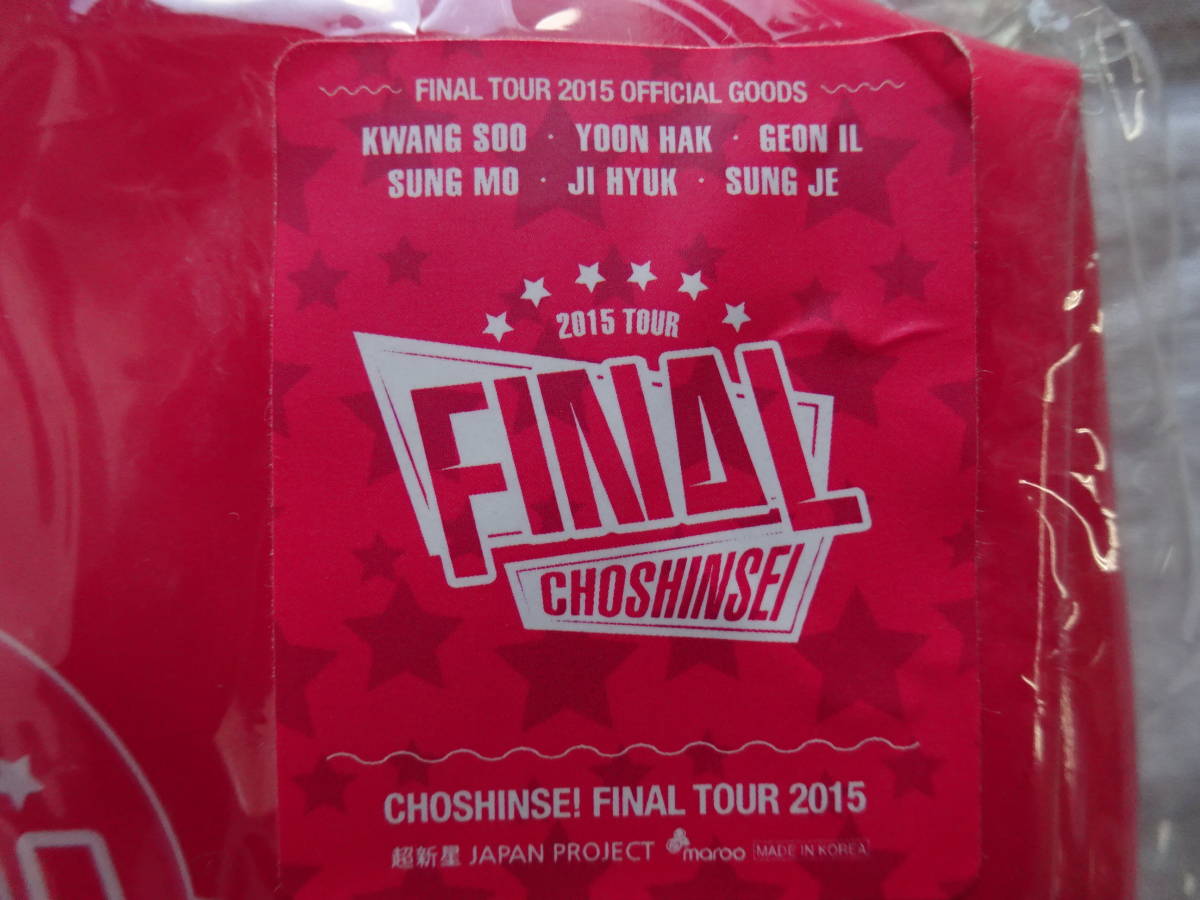 FINAL TOUR 2015 OFFICIAL GOODS
KWANG SOO · YOON HAK · GEON IL
SUNG MO · JI HYUK · SUNG JE
2015 TOUR
FINAL
CHOSHINSEI
CHOSHINSE! FINAL TOUR 2015
超新星 JAPAN PROJECT maroo MADE IN KOREA